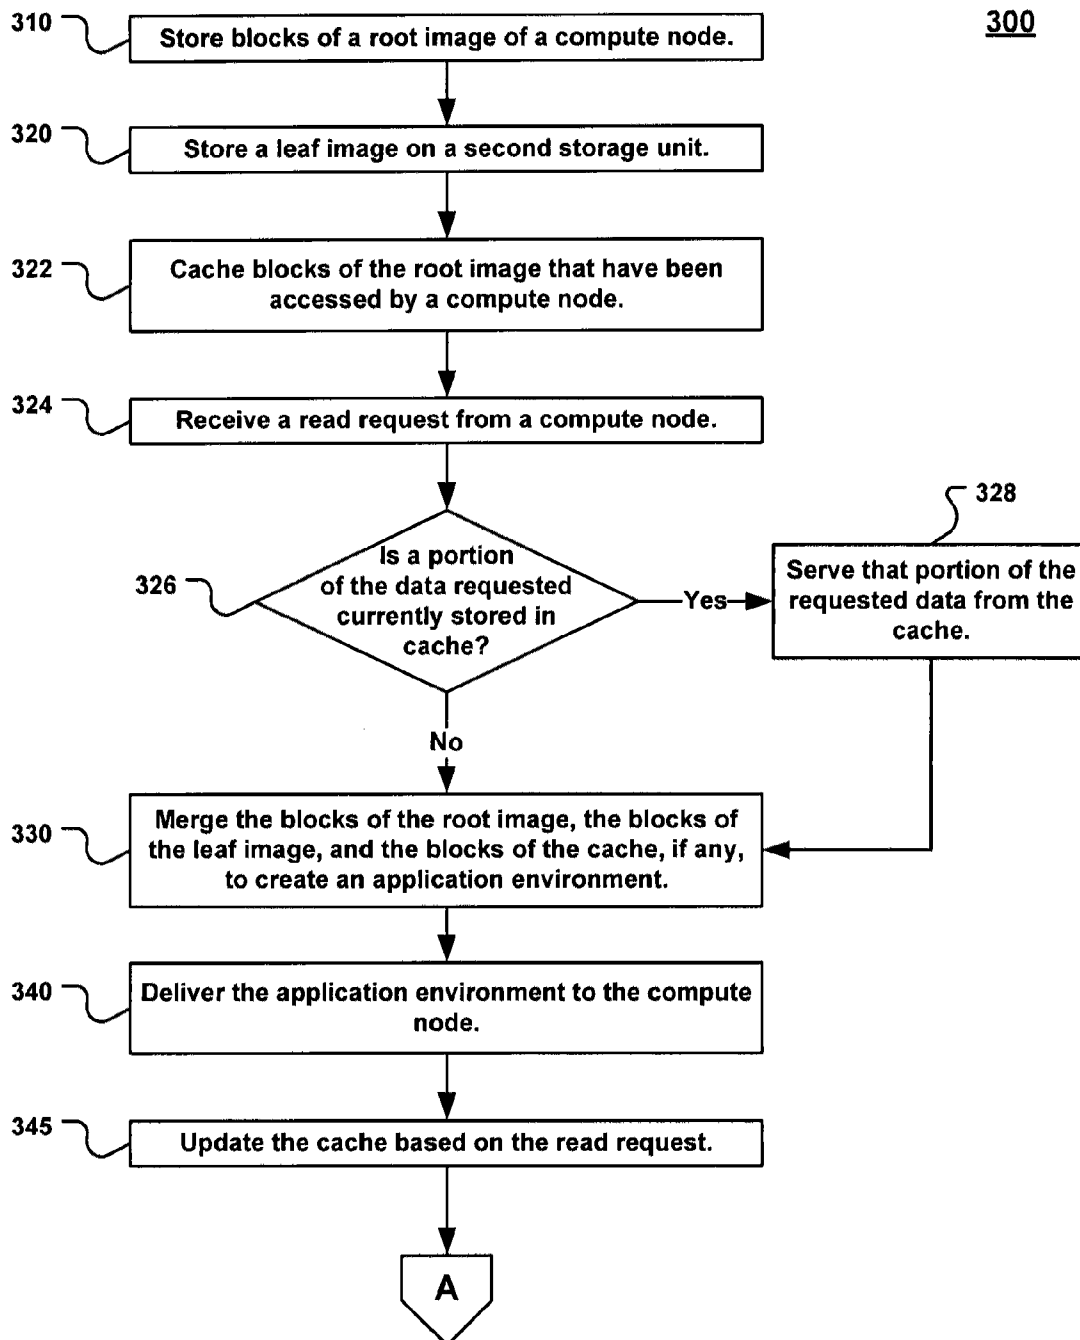 300
310
Store blocks of a root image of a compute node.
320
Store a leaf image on a second storage unit.
322
Cache blocks of the root image that have been
accessed by a compute node.
324
Receive a read request from a compute node.
326
Is a portion
of the data requested
currently stored in
cache?
Yes
328
Serve that portion of the
requested data from the
cache.
No
330
Merge the blocks of the root image, the blocks of
the leaf image, and the blocks of the cache, if any,
to create an application environment.
340
Deliver the application environment to the compute
node.
345
Update the cache based on the read request.
A